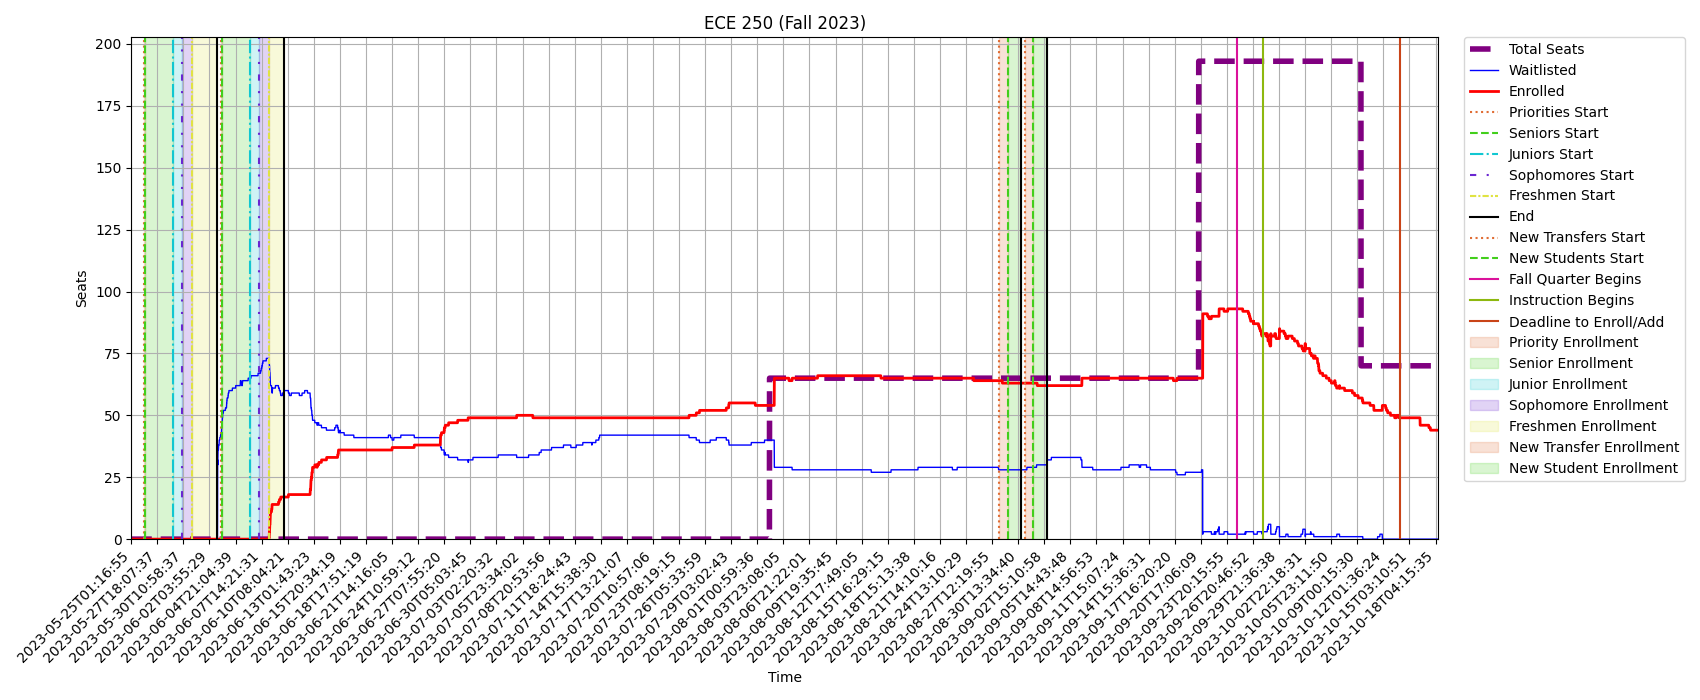 ECE 250 (Fall 2023)
200
175
150
125
100
75
50
25
0
Seats
2023-05-25T01:16:55
2023-05-27T18:07:37
2023-05-30T10:58:37
2023-06-02T03:55:29
2023-06-04T21:04:39
2023-06-07T14:21:31
2023-06-10T08:04:21
2023-06-13T01:43:23
2023-06-15T20:34:19
2023-06-18T17:51:19
2023-06-21T14:16:05
2023-06-24T10:59:12
2023-06-27T07:55:20
2023-06-30T05:03:45
2023-07-03T02:20:32
2023-07-05T23:34:02
2023-07-08T20:53:56
2023-07-11T18:24:43
2023-07-14T15:38:30
2023-07-17T13:21:07
2023-07-20T10:57:06
2023-07-23T08:19:15
2023-07-26T05:33:59
2023-07-29T03:02:43
2023-08-01T00:59:36
2023-08-03T23:08:05
2023-08-06T21:22:01
2023-08-09T19:35:45
2023-08-12T17:49:05
2023-08-15T16:29:15
2023-08-18T15:13:38
2023-08-21T14:10:16
2023-08-24T13:10:29
2023-08-27T12:19:55
2023-08-30T13:34:40
2023-09-02T15:10:58
2023-09-05T14:43:48
2023-09-08T14:56:53
2023-09-11T15:07:24
2023-09-14T15:36:31
2023-09-17T16:20:20
2023-09-20T17:06:09
2023-09-23T20:15:55
2023-09-26T20:46:52
2023-09-29T21:36:38
2023-10-02T22:18:31
2023-10-05T23:11:50
2023-10-09T00:15:30
2023-10-12T01:36:24
2023-10-15T03:10:51
2023-10-18T04:15:35
Time
Total Seats
Waitlisted
Enrolled
Priorities Start
Seniors Start
Juniors Start
Sophomores Start
Freshmen Start
End
New Transfers Start
New Students Start
Fall Quarter Begins
Instruction Begins
Deadline to Enroll/Add
Priority Enrollment
Senior Enrollment
Junior Enrollment
Sophomore Enrollment
Freshmen Enrollment
New Transfer Enrollment
New Student Enrollment